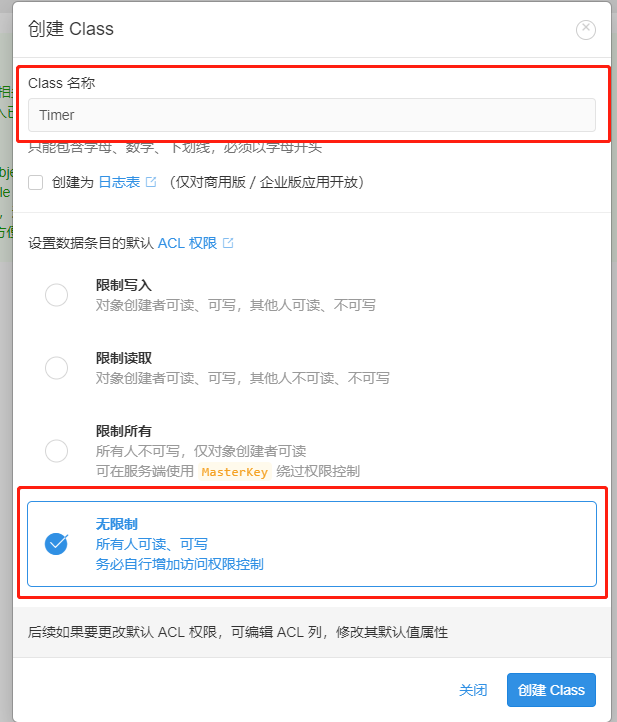 创建 Class
Class 名称
Timer
只能包含字母、数字、下划线，必须以字母开头
创建为 日志表 （仅对商用版 / 企业版应用开放）
设置数据条目的默认 ACL 权限
限制写入
对象创建者可读、可写，其他人可读、不可写
限制读取
对象创建者可读、可写，其他人不可读、不可写
限制所有
所有人不可写，仅对象创建者可读
可在服务端使用 MasterKey 绕过权限控制
无限制
所有人可读、可写
务必自行增加访问权限控制
后续如果要更改默认 ACL 权限，可编辑 ACL 列，修改其默认值属性
关闭
创建 Class